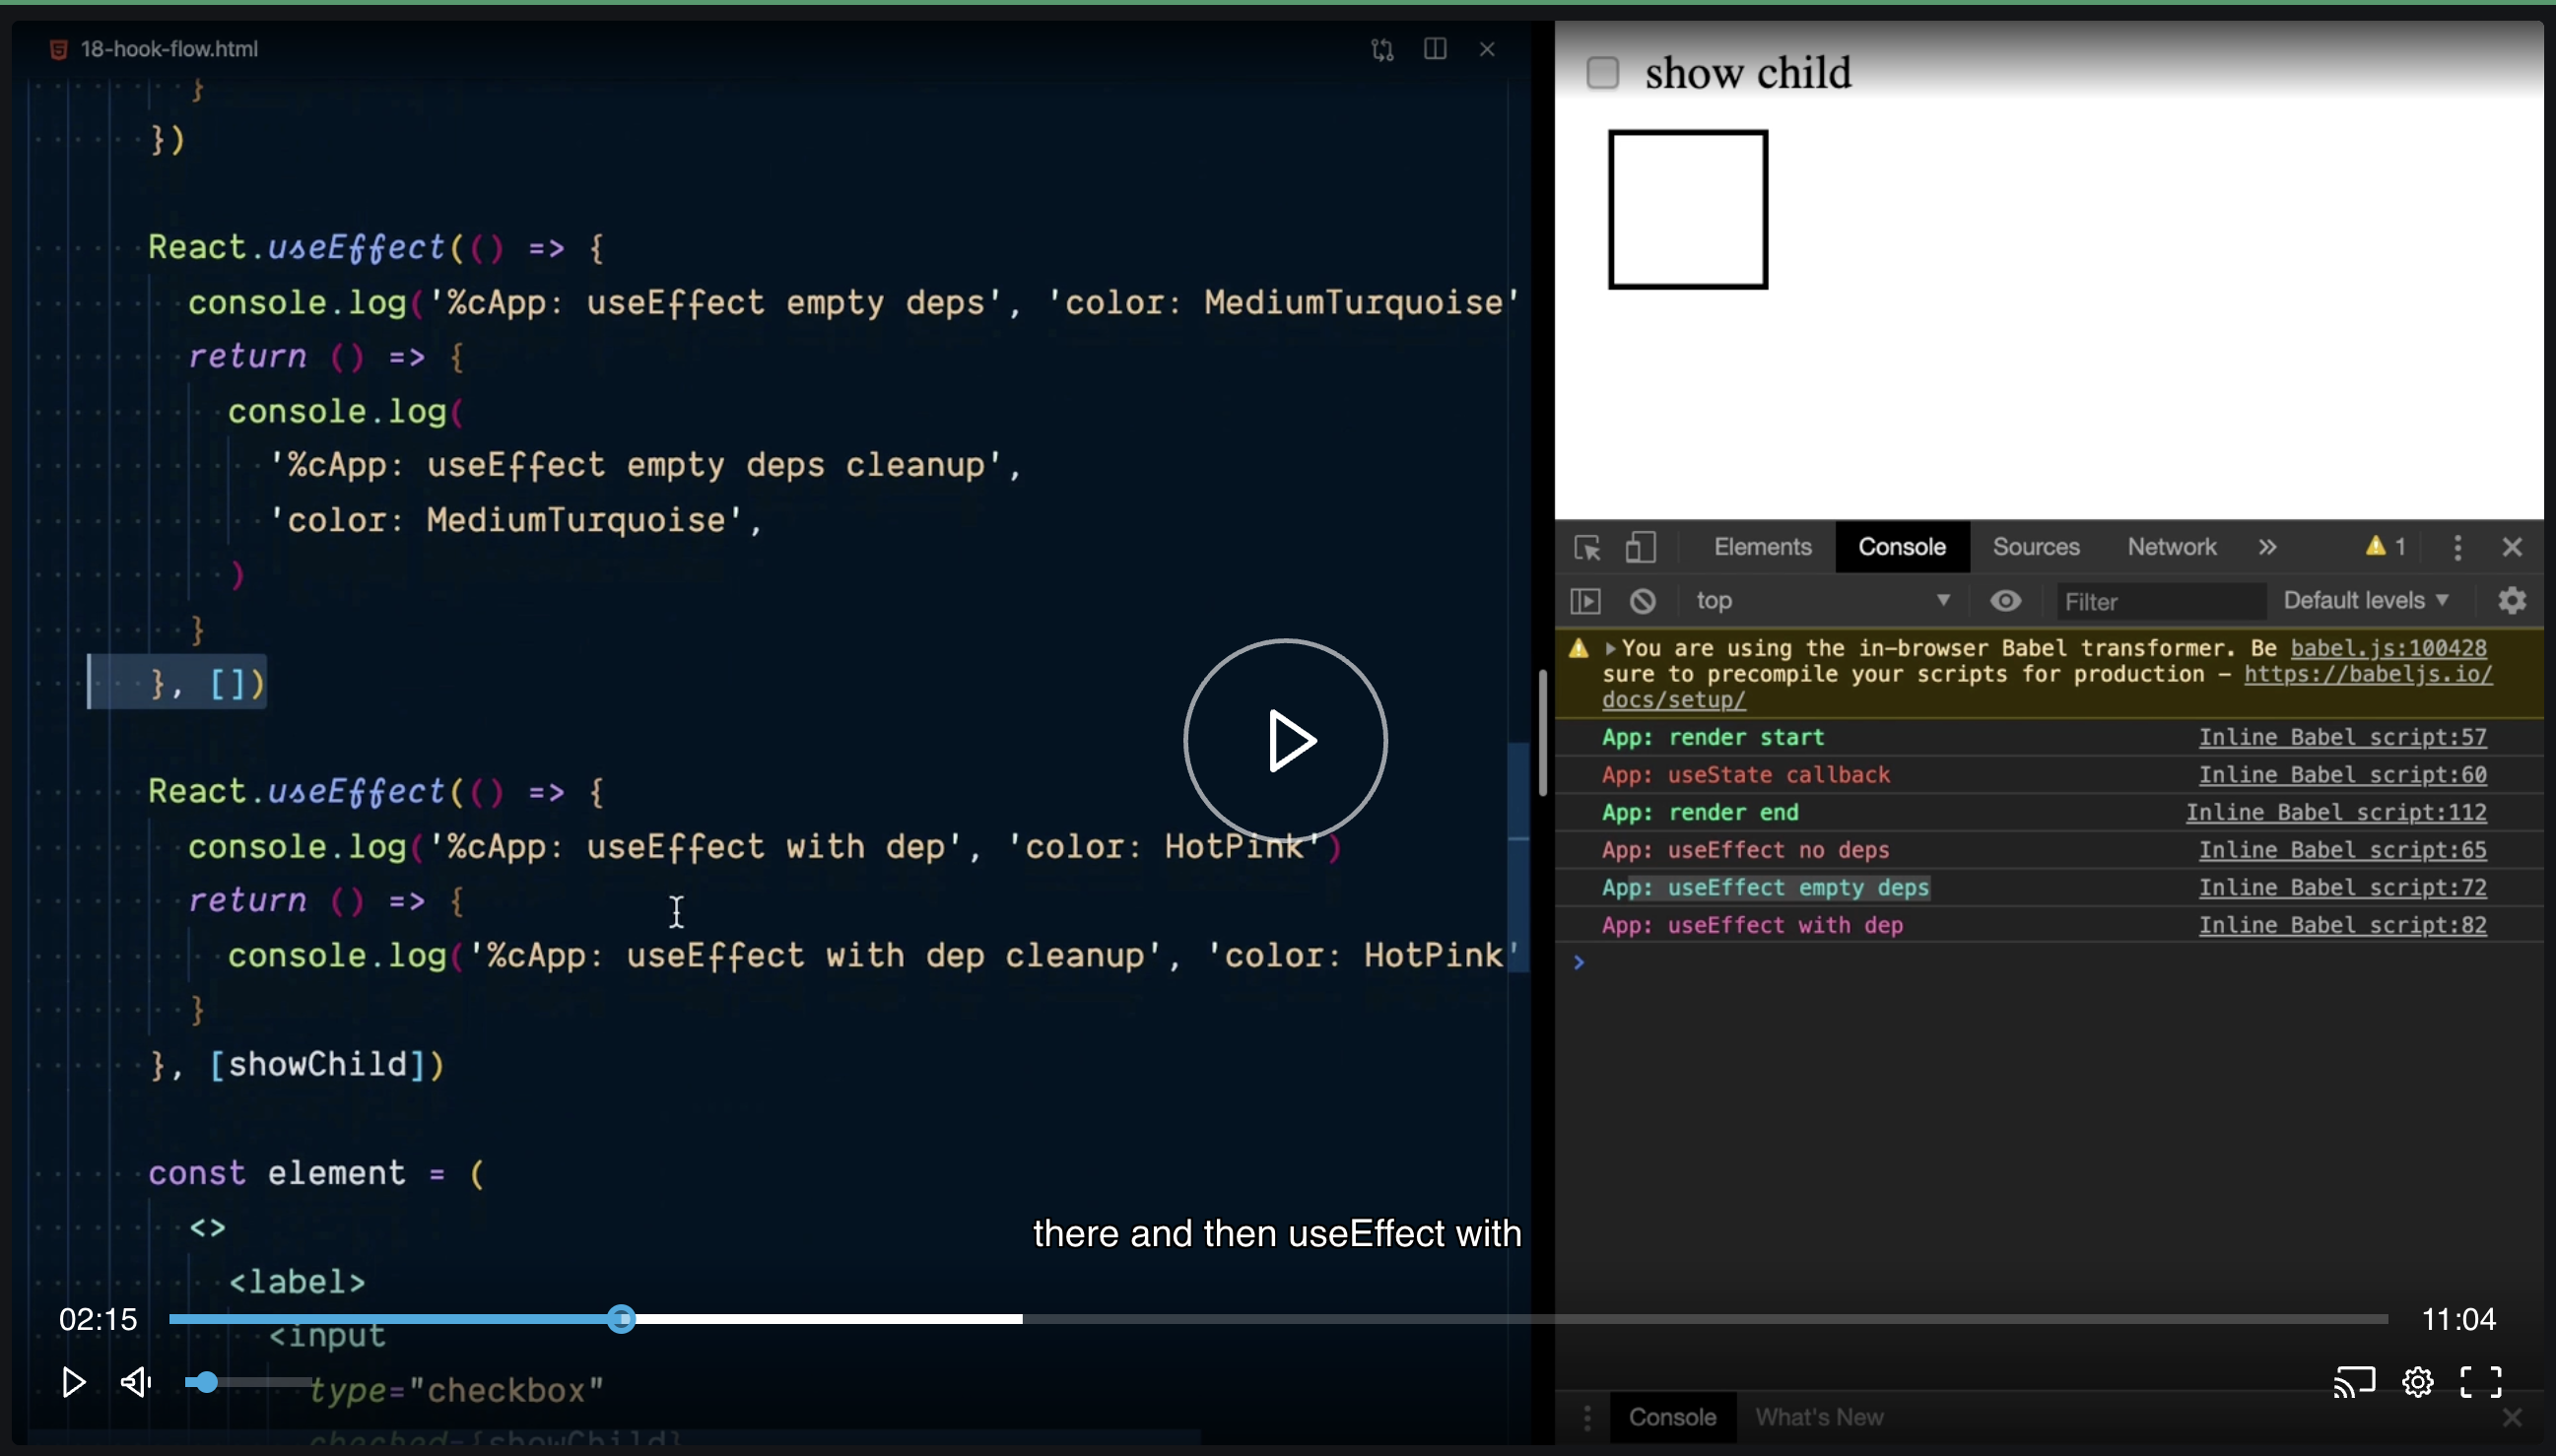 18-hook-flow.html
}
})
React.useEffect(() => {
console.log('%cApp: useEffect empty deps', 'color: MediumTurquoise'
return () => {
console.log(
'%cApp: useEffect empty deps cleanup',
'color: MediumTurquoise',
)
}
}, [])
React.useEffect(() => {
console.log('%cApp: useEffect with dep', 'color: HotPink')
return () => {
console.log('%cApp: useEffect with dep cleanup', 'color: HotPink'
}
}, [showChild])
const element = (
<>
<label>
<input
type="checkbox"
checked={showChild}
there and then useEffect with
02:15
11:04
show child
Elements Console Sources Network » 1
top Filter Default levels
You are using the in-browser Babel transformer. Be babel.js:100428
sure to precompile your scripts for production – https://babeljs.io/
docs/setup/
App: render start Inline Babel script:57
App: useState callback Inline Babel script:60
App: render end Inline Babel script:112
App: useEffect no deps Inline Babel script:65
App: useEffect empty deps Inline Babel script:72
App: useEffect with dep Inline Babel script:82
>
Console What's New